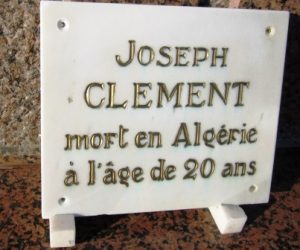 JOSEPH
CLEMENT
mort en Algérie
à l'âge de 20 ans